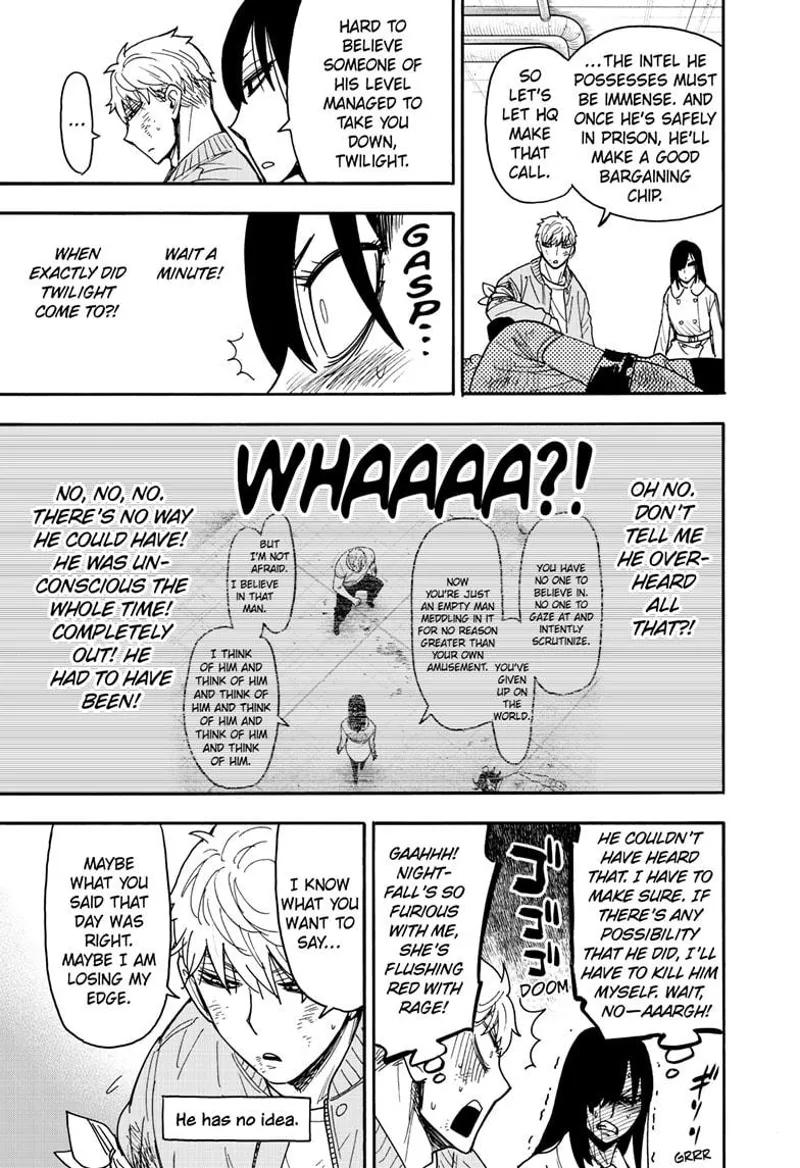 ...THE INTEL HE
POSSESSES MUST
BE IMMENSE. AND
ONCE HE'S SAFELY
IN PRISON, HE'LL
MAKE A GOOD
BARGAINING
CHIP.
SO
LET'S
LET HQ
MAKE
THAT
CALL.
HARD TO
BELIEVE
SOMEONE OF
HIS LEVEL
MANAGED TO
TAKE YOU
DOWN,
TWILIGHT.
...
GASP...
WAIT A
MINUTE!
WHEN
EXACTLY DID
TWILIGHT
COME TO?!
WHAAAA?!
OH NO.
DON'T
TELL ME
HE OVER-
HEARD
ALL
THAT?!
YOU HAVE
NO ONE TO
BELIEVE IN.
NO ONE TO
GAZE AT AND
INTENTLY
SCRUTINIZE.
YOU'VE
GIVEN
UP ON
THE
WORLD.
NOW
YOU'RE JUST
AN EMPTY MAN
MEDDLING IN IT
FOR NO REASON
GREATER THAN
YOUR OWN
AMUSEMENT.
BUT
I'M NOT
AFRAID.
I BELIEVE
IN THAT
MAN.
I THINK
OF HIM AND
THINK OF HIM
AND THINK OF
HIM AND THINK
OF HIM AND
THINK OF HIM
AND THINK
OF HIM.
NO, NO, NO.
THERE'S NO WAY
HE COULD HAVE!
HE WAS UN-
CONSCIOUS THE
WHOLE TIME!
COMPLETELY
OUT! HE
HAD TO HAVE
BEEN!
HE COULDN'T
HAVE HEARD
THAT. I HAVE TO
MAKE SURE. IF
THERE'S ANY
POSSIBILITY
THAT HE DID, I'LL
HAVE TO KILL HIM
MYSELF. WAIT,
NO—AAARGH!
ギリ
GRRR
ドドド
DOOM
GAAHHH!
NIGHT-
FALL'S SO
FURIOUS
WITH ME,
SHE'S
FLUSHING
RED WITH
RAGE!
I KNOW
WHAT YOU
WANT TO
SAY...
MAYBE
WHAT YOU
SAID THAT
DAY WAS
RIGHT.
MAYBE I AM
LOSING MY
EDGE.
He has no idea.